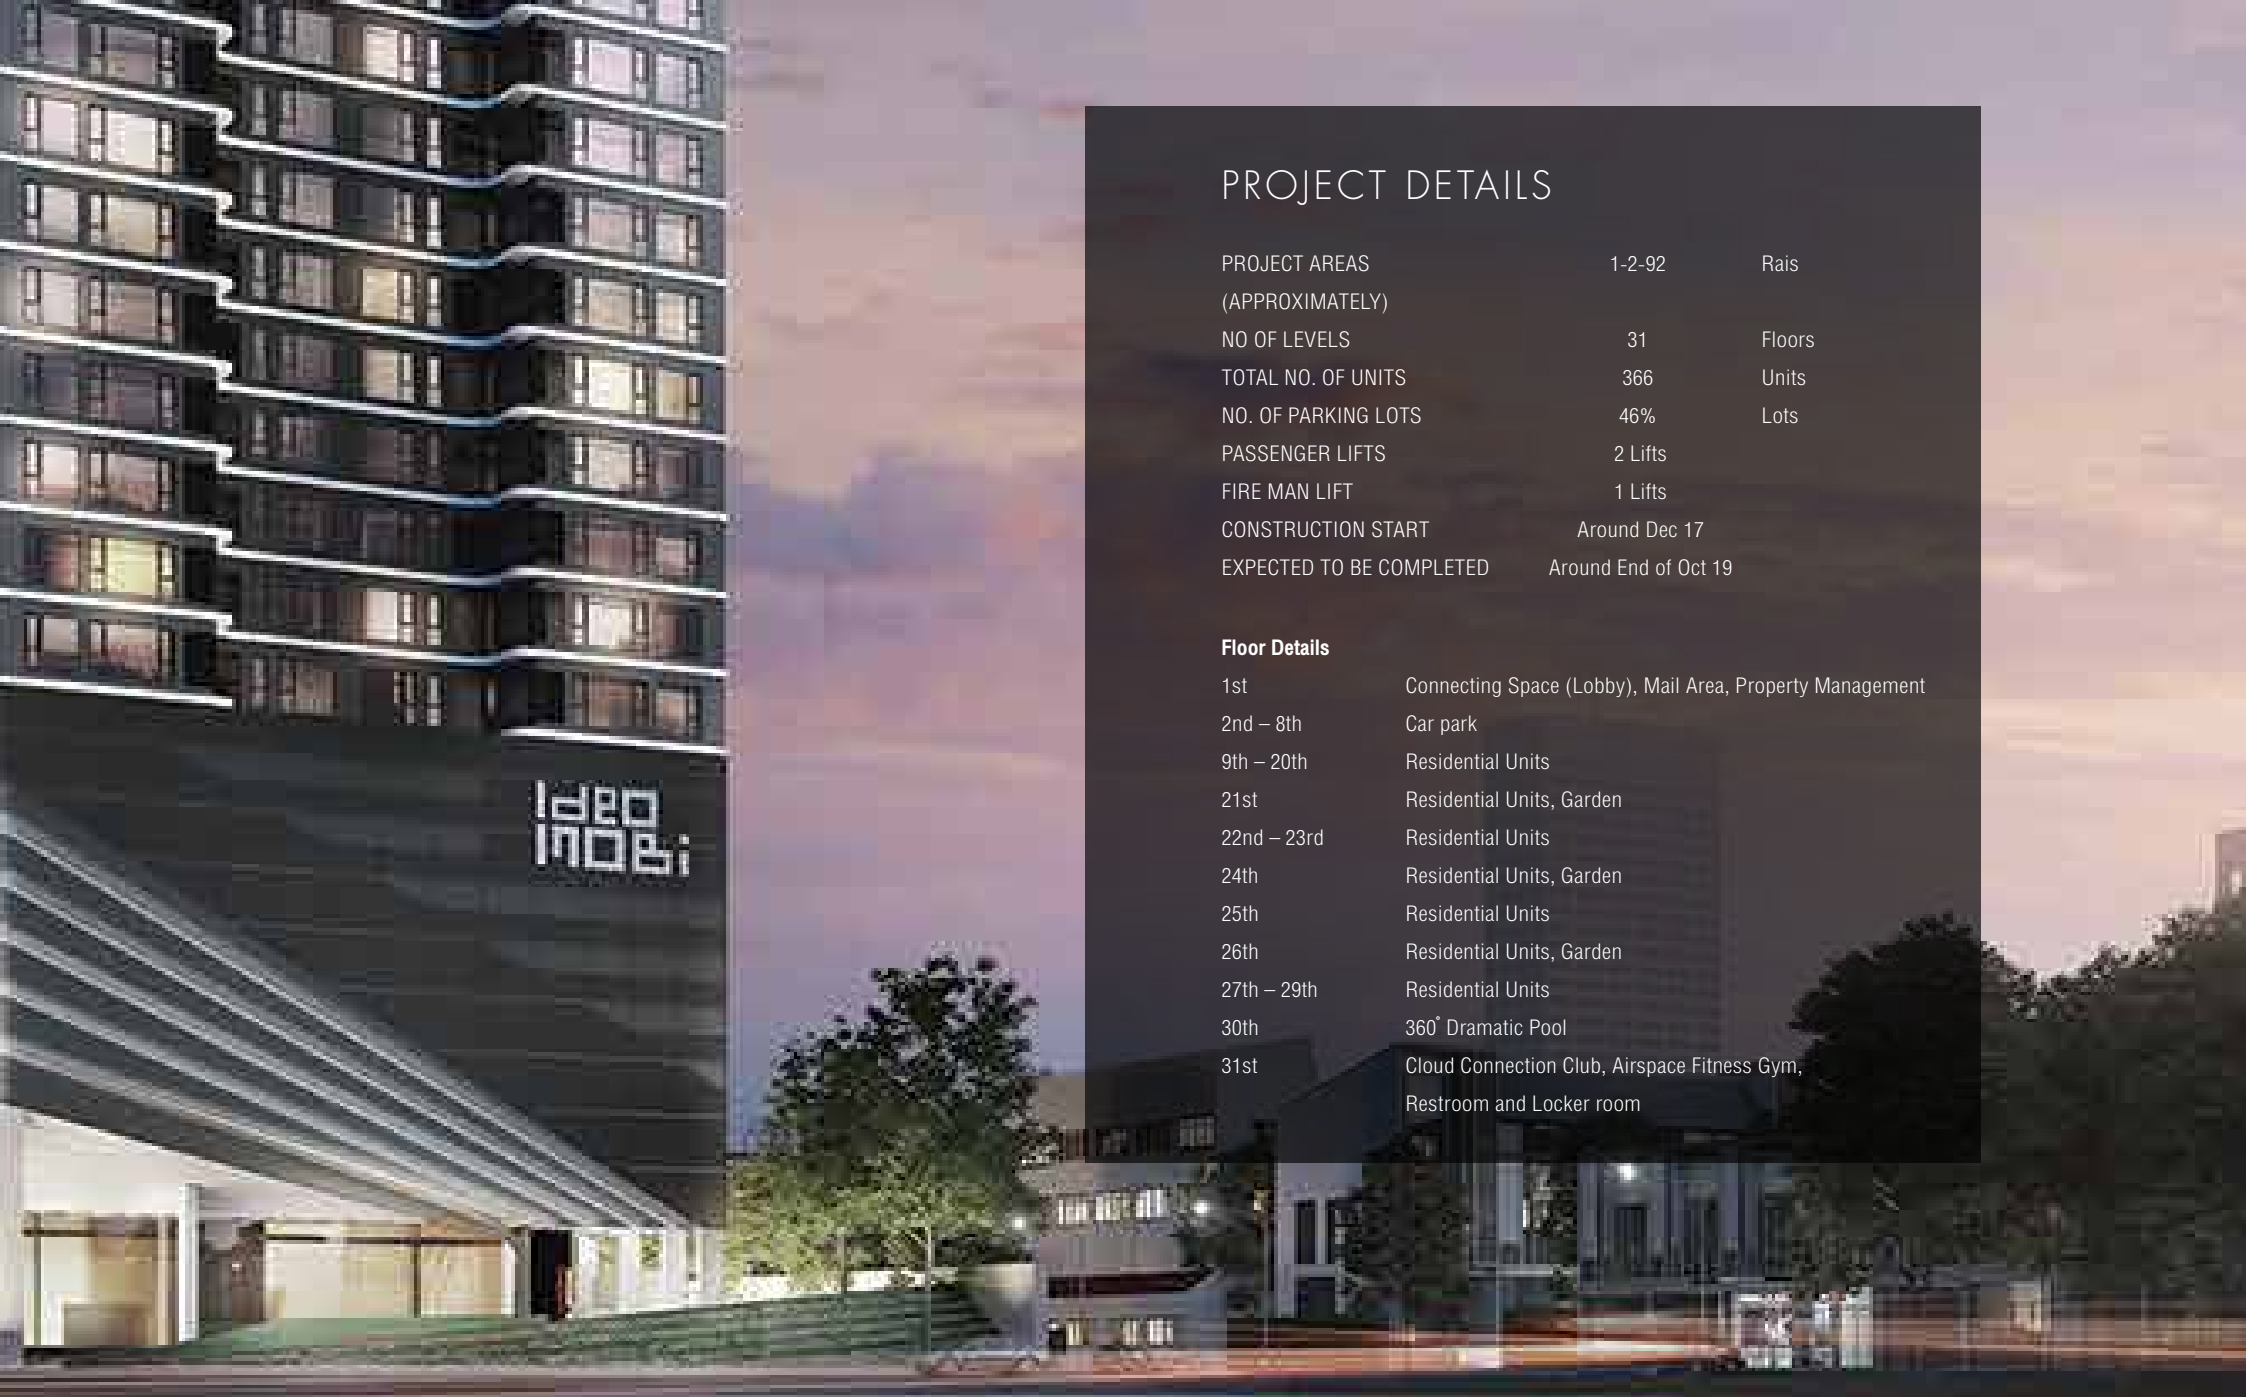 PROJECT DETAILS
PROJECT AREAS 1-2-92 Rais
(APPROXIMATELY)
NO OF LEVELS 31 Floors
TOTAL NO. OF UNITS 366 Units
NO. OF PARKING LOTS 46% Lots
PASSENGER LIFTS 2 Lifts
FIRE MAN LIFT 1 Lifts
CONSTRUCTION START Around Dec 17
EXPECTED TO BE COMPLETED Around End of Oct 19
Floor Details
1st Connecting Space (Lobby), Mail Area, Property Management
2nd – 8th Car park
9th – 20th Residential Units
21st Residential Units, Garden
22nd – 23rd Residential Units
24th Residential Units, Garden
25th Residential Units
26th Residential Units, Garden
27th – 29th Residential Units
30th 360° Dramatic Pool
31st Cloud Connection Club, Airspace Fitness Gym,
Restroom and Locker room
Ideo
MOBi